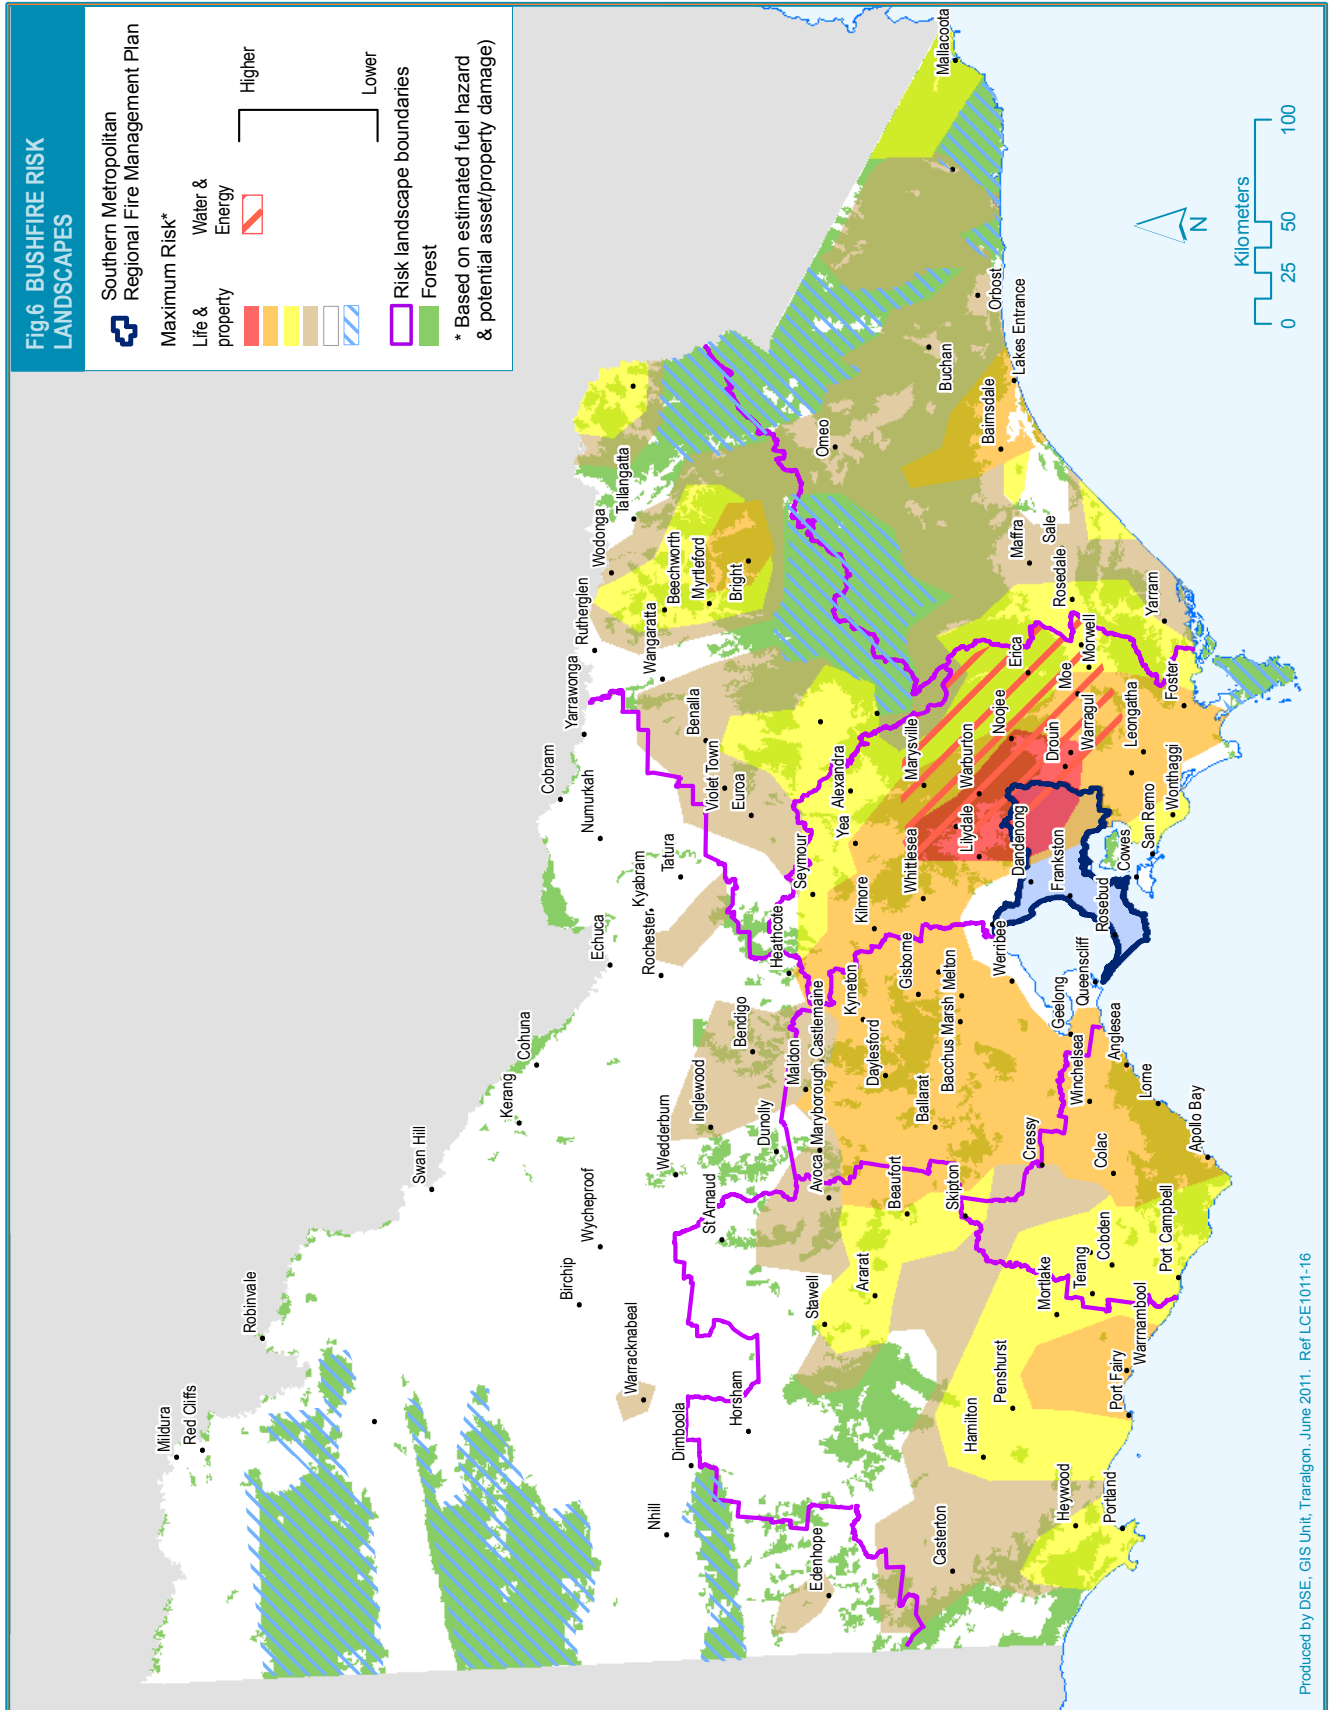 Fig.6 BUSHFIRE RISK
LANDSCAPES
Southern Metropolitan
Regional Fire Management Plan
Maximum Risk*
Life &
property
Water &
Energy
Higher
Lower
Risk landscape boundaries
Forest
* Based on estimated fuel hazard
& potential asset/property damage)
Mildura
Red Cliffs
Robinvale
Swan Hill
Kerang
Cohuna
Echuca
Cobram
Numurkah
Yarrawonga
Rutherglen
Wodonga
Tallangatta
Wangaratta
Beechworth
Myrtleford
Bright
Birchip
Wycheproof
Warracknabeal
Wedderburn
Inglewood
Bendigo
Rochester
Kyabram
Tatura
Benalla
Violet Town
Euroa
Nhill
Dimboola
Horsham
St Arnaud
Dunolly
Maldon
Castlemaine
Maryborough
Avoca
Heathcote
Seymour
Yea
Alexandra
Omeo
Buchan
Orbost
Mallacoota
Edenhope
Stawell
Ararat
Beaufort
Daylesford
Kyneton
Kilmore
Ballarat
Gisborne
Bacchus Marsh
Melton
Whittlesea
Marysville
Casterton
Hamilton
Penshurst
Skipton
Cressy
Werribee
Lilydale
Warburton
Noojee
Erica
Maffra
Sale
Bairnsdale
Lakes Entrance
Dandenong
Frankston
Drouin
Warragul
Moe
Morwell
Rosedale
Heywood
Portland
Port Fairy
Warrnambool
Mortlake
Terang
Cobden
Port Campbell
Colac
Winchelsea
Geelong
Queenscliff
Rosebud
Anglesea
Lorne
Apollo Bay
Cowes
San Remo
Wonthaggi
Leongatha
Foster
Yarram
N
Kilometers
0 25 50 100
Produced by DSE, GIS Unit, Traralgon. June 2011. Ref LCE1011-16